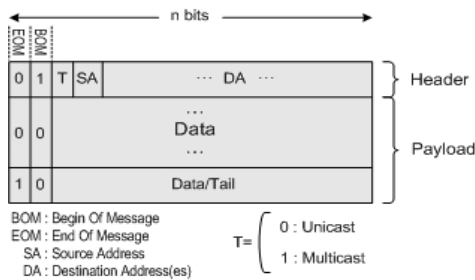 n bits
EOM BOM
0 1 T SA ··· DA ··· Header
···
0 0 Data
···
Payload
1 0 Data/Tail
BOM : Begin Of Message
EOM : End Of Message
SA : Source Address
DA : Destination Address(es)
T= 0 : Unicast
1 : Multicast